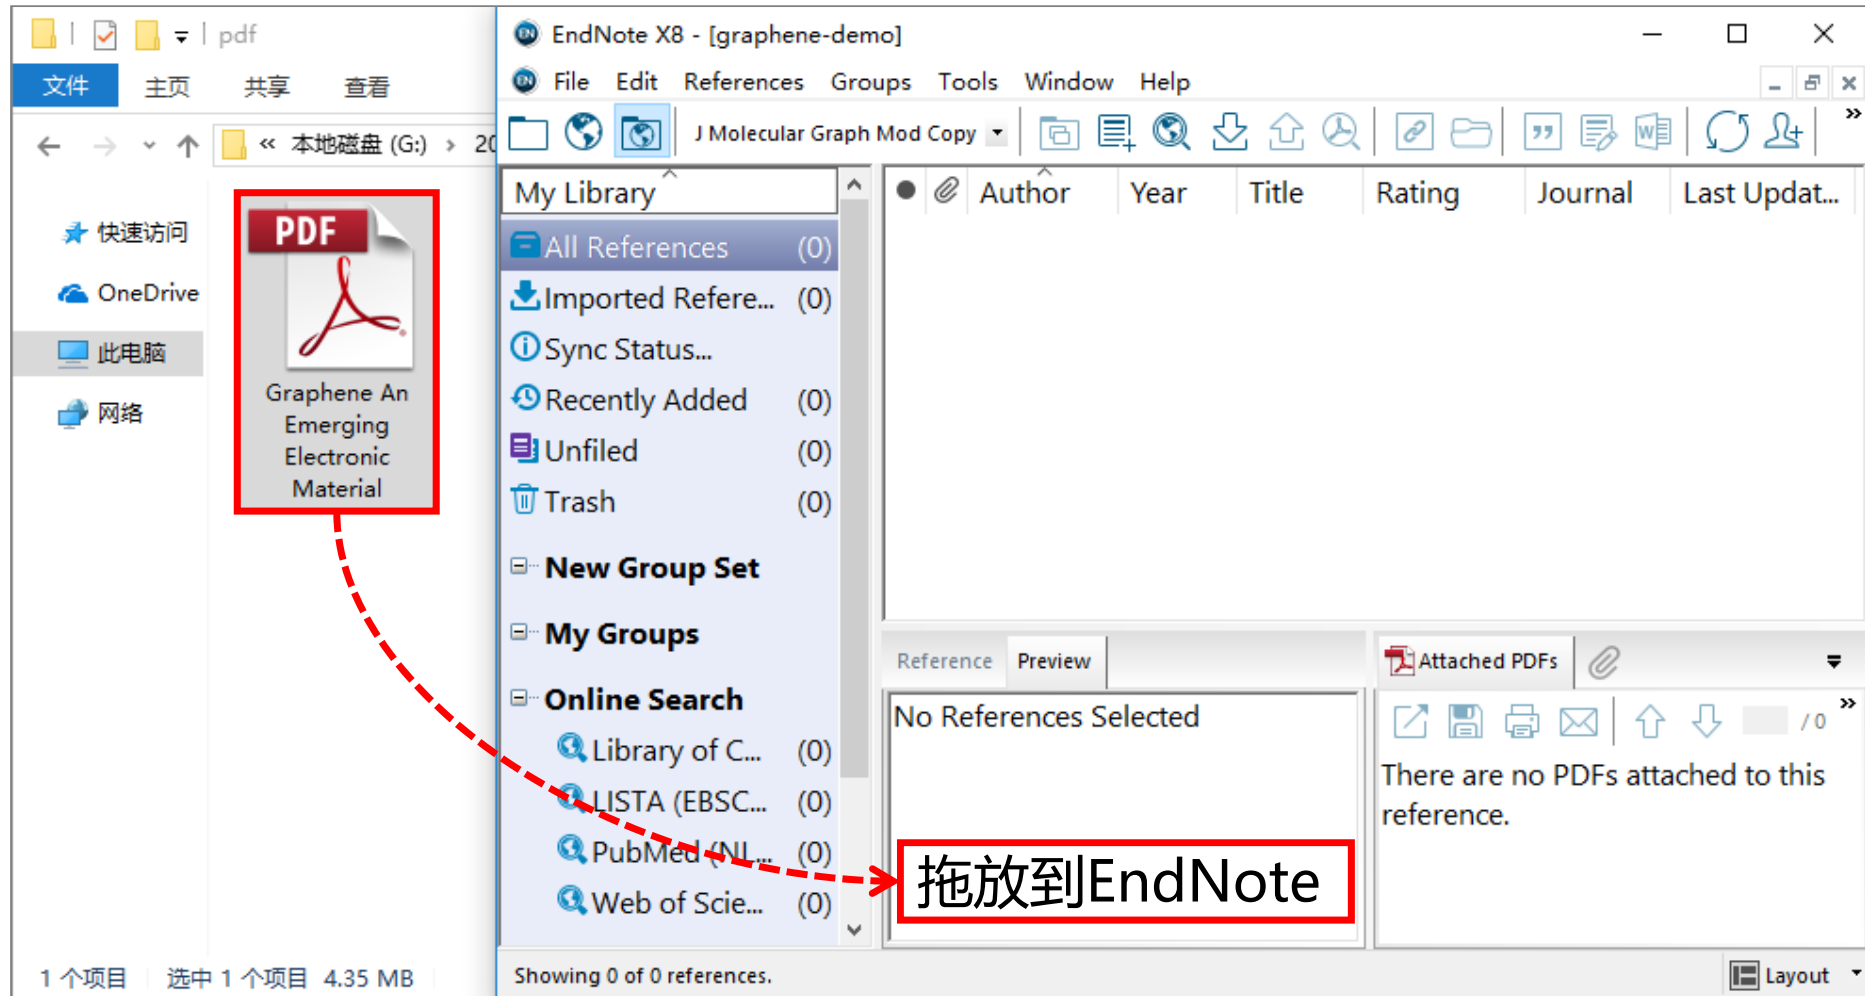 pdf
文件 主页 共享 查看
« 本地磁盘 (G:) › 20
快速访问
OneDrive
此电脑
网络
PDF
Graphene An
Emerging
Electronic
Material
1 个项目 选中 1 个项目 4.35 MB
EN EndNote X8 - [graphene-demo]
EN File Edit References Groups Tools Window Help
J Molecular Graph Mod Copy
My Library
All References (0)
Imported Refere... (0)
Sync Status...
Recently Added (0)
Unfiled (0)
Trash (0)
New Group Set
My Groups
Online Search
Library of C... (0)
LISTA (EBSC... (0)
PubMed (NL... (0)
Web of Scie... (0)
Author Year Title Rating Journal Last Updat...
Reference Preview
No References Selected
Attached PDFs
/ 0
There are no PDFs attached to this
reference.
拖放到EndNote
Showing 0 of 0 references.
Layout